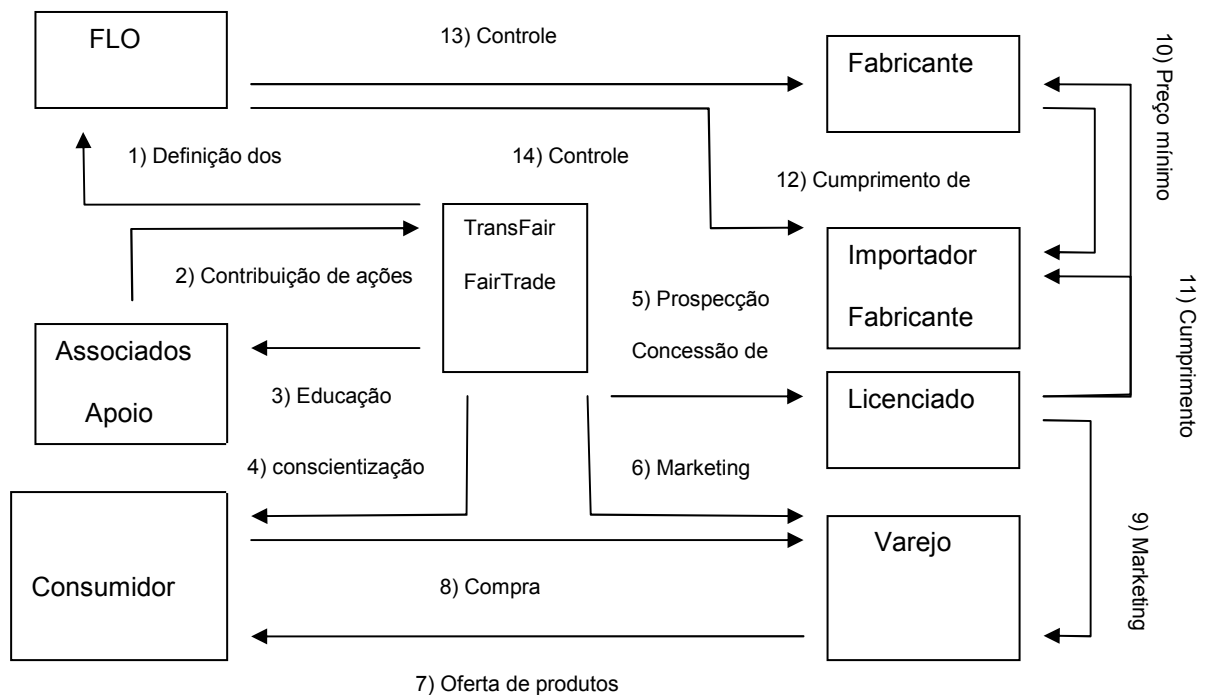 FLO
13) Controle
Fabricante
10) Preço mínimo
1) Definição dos
14) Controle
12) Cumprimento de
TransFair
FairTrade
Importador
Fabricante
2) Contribuição de ações
5) Prospecção
Concessão de
11) Cumprimento
Associados
Apoio
3) Educação
Licenciado
4) conscientização
6) Marketing
9) Marketing
Consumidor
Varejo
8) Compra
7) Oferta de produtos